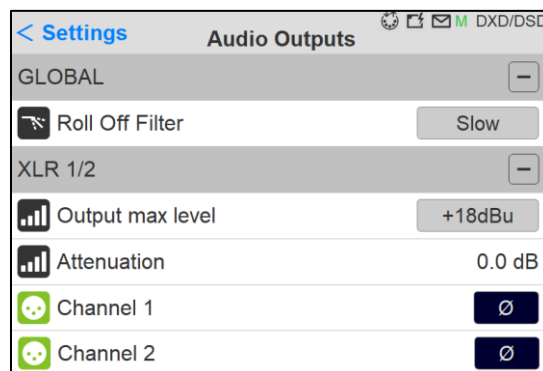 < Settings
Audio Outputs
M DXD/DSD
GLOBAL
Roll Off Filter
Slow
XLR 1/2
Output max level
+18dBu
Attenuation
0.0 dB
Channel 1
Ø
Channel 2
Ø